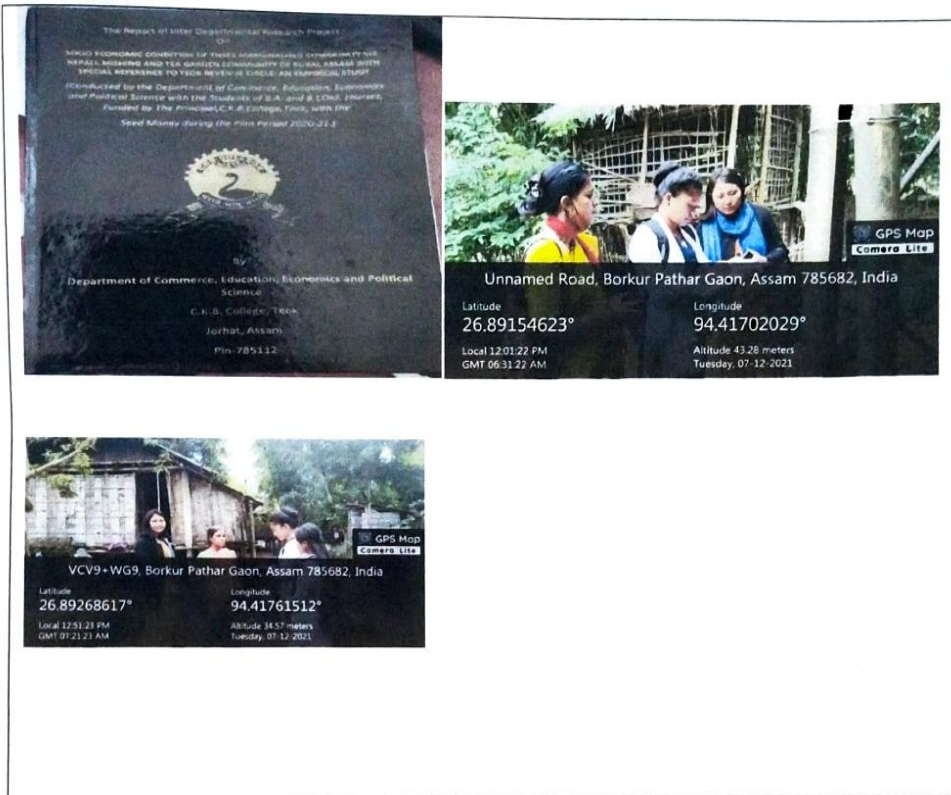 The Report of Inter Departmental Research Project
On
SOCIO ECONOMIC CONDITION OF THREE MARGINALISED COMMUNITY VIZ
NEPALI, MISHING AND TEA GARDEN COMMUNITY OF RURAL ASSAM WITH
SPECIAL REFERENCE TO TEOK REVENUE CIRCLE: AN EMPIRICAL STUDY
(Conducted by the Department of Commerce, Education, Economics
and Political Science with the Students of B.A. and B.COM. courses,
Funded by The Principal, C.K.B. College, Teok, with the
Seed Money during the Plan Period 2020-21.)
By
Department of Commerce, Education, Economics and Political
Science
C.K.B. College, Teok
Jorhat, Assam
Pin-785112
GPS Map
Camera Lite
Unnamed Road, Borkur Pathar Gaon, Assam 785682, India
Latitude
26.89154623°
Longitude
94.41702029°
Local 12:01:22 PM
GMT 06:31:22 AM
Altitude 43.28 meters
Tuesday, 07-12-2021
GPS Map
Camera Lite
VCV9+WG9, Borkur Pathar Gaon, Assam 785682, India
Latitude
26.89268617°
Longitude
94.41761512°
Local 12:51:23 PM
GMT 07:21:23 AM
Altitude 34.57 meters
Tuesday, 07-12-2021